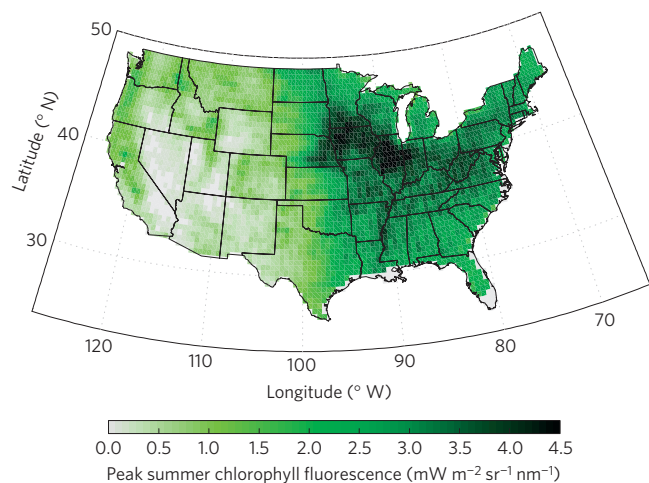 50
40
30
Latitude (° N)
120
110
100
90
80
70
Longitude (° W)
0.0 0.5 1.0 1.5 2.0 2.5 3.0 3.5 4.0 4.5
Peak summer chlorophyll fluorescence (mW m⁻² sr⁻¹ nm⁻¹)